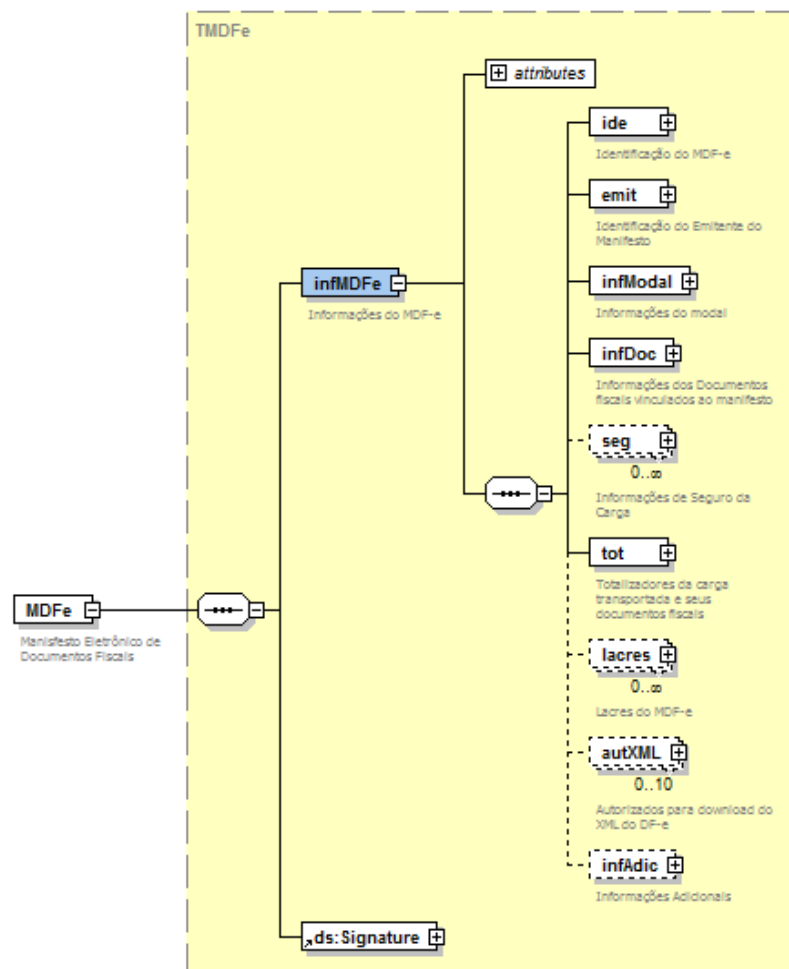 TMDFe
attributes
ide
Identificação do MDF-e
emit
Identificação do Emitente do
Manifesto
infMDFe
Informações do MDF-e
infModal
Informações do modal
infDoc
Informações dos Documentos
fiscais vinculados ao manifesto
seg
0..∞
Informações de Seguro da
Carga
tot
Totalizadores da carga
transportada e seus
documentos fiscais
MDFe
Manisfesto Eletrônico de
Documentos Fiscais
lacres
0..∞
Lacres do MDF-e
autXML
0..10
Autorizados para download do
XML do DF-e
infAdic
Informações Adicionais
ds:Signature